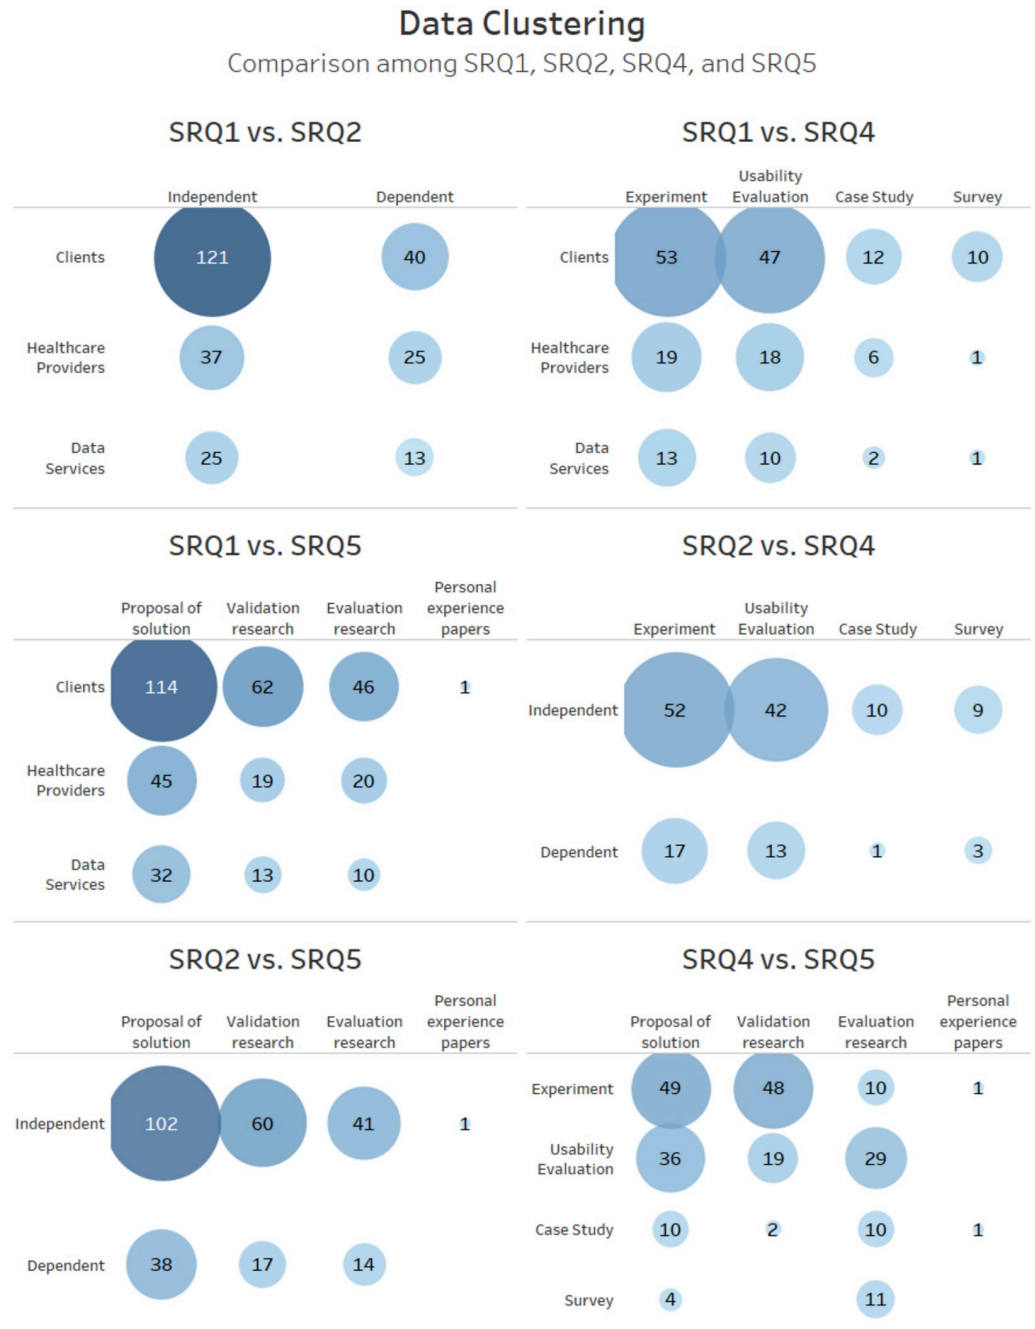 Data Clustering
Comparison among SRQ1, SRQ2, SRQ4, and SRQ5
SRQ1 vs. SRQ2
Independent Dependent
Clients 121 40
Healthcare
Providers 37 25
Data
Services 25 13
SRQ1 vs. SRQ4
Usability
Experiment Evaluation Case Study Survey
Clients 53 47 12 10
Healthcare
Providers 19 18 6 1
Data
Services 13 10 2 1
SRQ1 vs. SRQ5
Personal
Proposal of Validation Evaluation experience
solution research research papers
Clients 114 62 46 1
Healthcare
Providers 45 19 20
Data
Services 32 13 10
SRQ2 vs. SRQ4
Usability
Experiment Evaluation Case Study Survey
Independent 52 42 10 9
Dependent 17 13 1 3
SRQ2 vs. SRQ5
Personal
Proposal of Validation Evaluation experience
solution research research papers
Independent 102 60 41 1
Dependent 38 17 14
SRQ4 vs. SRQ5
Personal
Proposal of Validation Evaluation experience
solution research research papers
Experiment 49 48 10 1
Usability
Evaluation 36 19 29
Case Study 10 2 10 1
Survey 4 11